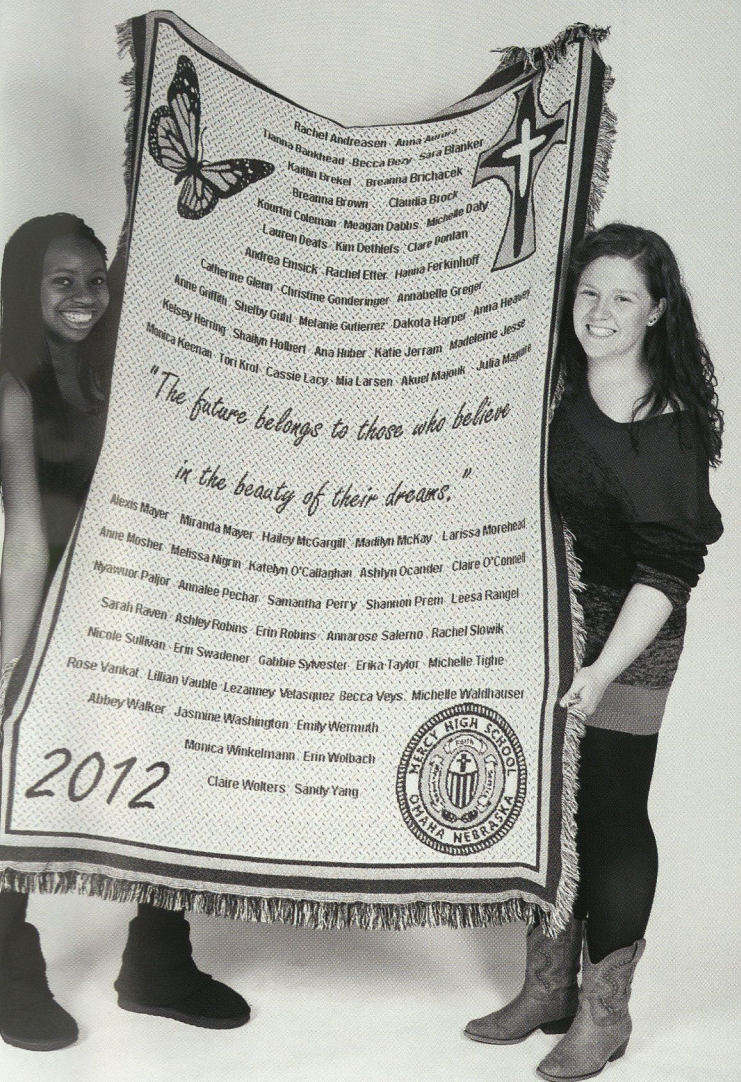 Rachel Andreasen · Anna Aurora
Tianna Bankhead · Becca Bezy · Sara Blanker
Kaitlin Brekel · Breanna Brichacek
Breanna Brown · Claudia Brock
Kourtni Coleman · Meagan Dabbs · Michelle Daly
Lauren Deats · Kim Dethlefs · Clare Donlan
Andrea Emsick · Rachel Etter · Hanna Ferkinhoff
Catherine Glenn · Christine Gonderinger · Annabelle Greger
Anne Griffith · Shelby Guhl · Melanie Gutierrez · Dakota Harper · Anna Heavey
Kelsey Herring · Shailyn Holbert · Ana Huber · Katie Jerram · Madeleine Jesse
Monica Keenan · Tori Krol · Cassie Lacy · Mia Larsen · Akuel Majouk · Julia Maguire
"The future belongs to those who believe
in the beauty of their dreams."
Alexis Mayer · Miranda Mayer · Hailey McGargill · Madilyn McKay · Larissa Morehead
Anne Mosher · Melissa Nigrin · Katelyn O'Callaghan · Ashlyn Ocander · Claire O'Connell
Nyawuor Paljor · Annalee Pechar · Samantha Perry · Shannon Prem · Leesa Rangel
Sarah Raven · Ashley Robins · Erin Robins · Annarose Salerno · Rachel Slowik
Nicole Sullivan · Erin Swadener · Gabbie Sylvester · Erika Taylor · Michelle Tighe
Rose Vankat · Lillian Vauble · Lezanney Velasquez · Becca Veys · Michelle Waldhauser
Abbey Walker · Jasmine Washington · Emily Wermuth
Monica Winkelmann · Erin Wolbach
Claire Wolters · Sandy Yang
2012
MERCY HIGH SCHOOL
OMAHA NEBRASKA
Faith